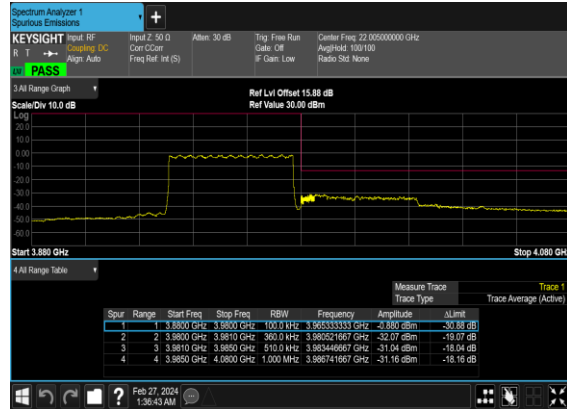 Spectrum Analyzer 1
Spurious Emissions
+
KEYSIGHT Input: RF Input Z: 50 Ω Atten: 30 dB Trig: Free Run Center Freq: 22.005000000 GHz
R T Coupling: DC Corr CCorr Gate: Off Avg|Hold: 100/100
Align: Auto Freq Ref: Int (S) IF Gain: Low Radio Std: None
LW PASS
3 All Range Graph Ref Lvl Offset 15.88 dB
Scale/Div 10.0 dB Ref Value 30.00 dBm
Log
20.0
10.0
0.00
-10.0
-20.0
-30.0
-40.0
-50.0
-60.0
Start 3.880 GHz Stop 4.080 GH
4 All Range Table
Measure Trace Trace 1
Trace Type Trace Average (Active)
Spur Range Start Freq Stop Freq RBW Frequency Amplitude ΔLimit
1 1 3.8800 GHz 3.9800 GHz 100.0 kHz 3.965333333 GHz -0.880 dBm -30.88 dB
2 2 3.9800 GHz 3.9810 GHz 360.0 kHz 3.980521667 GHz -32.07 dBm -19.07 dB
3 3 3.9810 GHz 3.9850 GHz 510.0 kHz 3.983446667 GHz -31.04 dBm -18.04 dB
4 4 3.9850 GHz 4.0800 GHz 1.000 MHz 3.986741667 GHz -31.16 dBm -18.16 dB
? Feb 27, 2024
1:36:43 AM